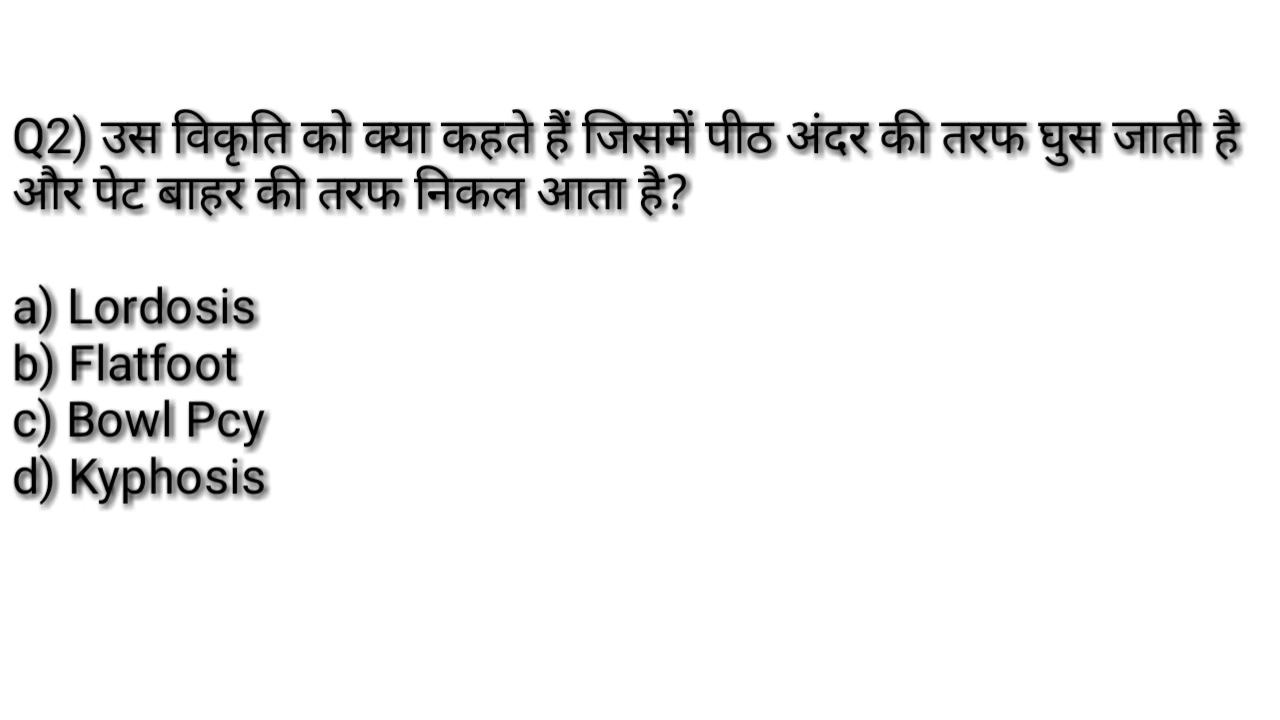 Q2) उस विकृति को क्या कहते हैं जिसमें पीठ अंदर की तरफ घुस जाती है
और पेट बाहर की तरफ निकल आता है?
a) Lordosis
b) Flatfoot
c) Bowl Pcy
d) Kyphosis